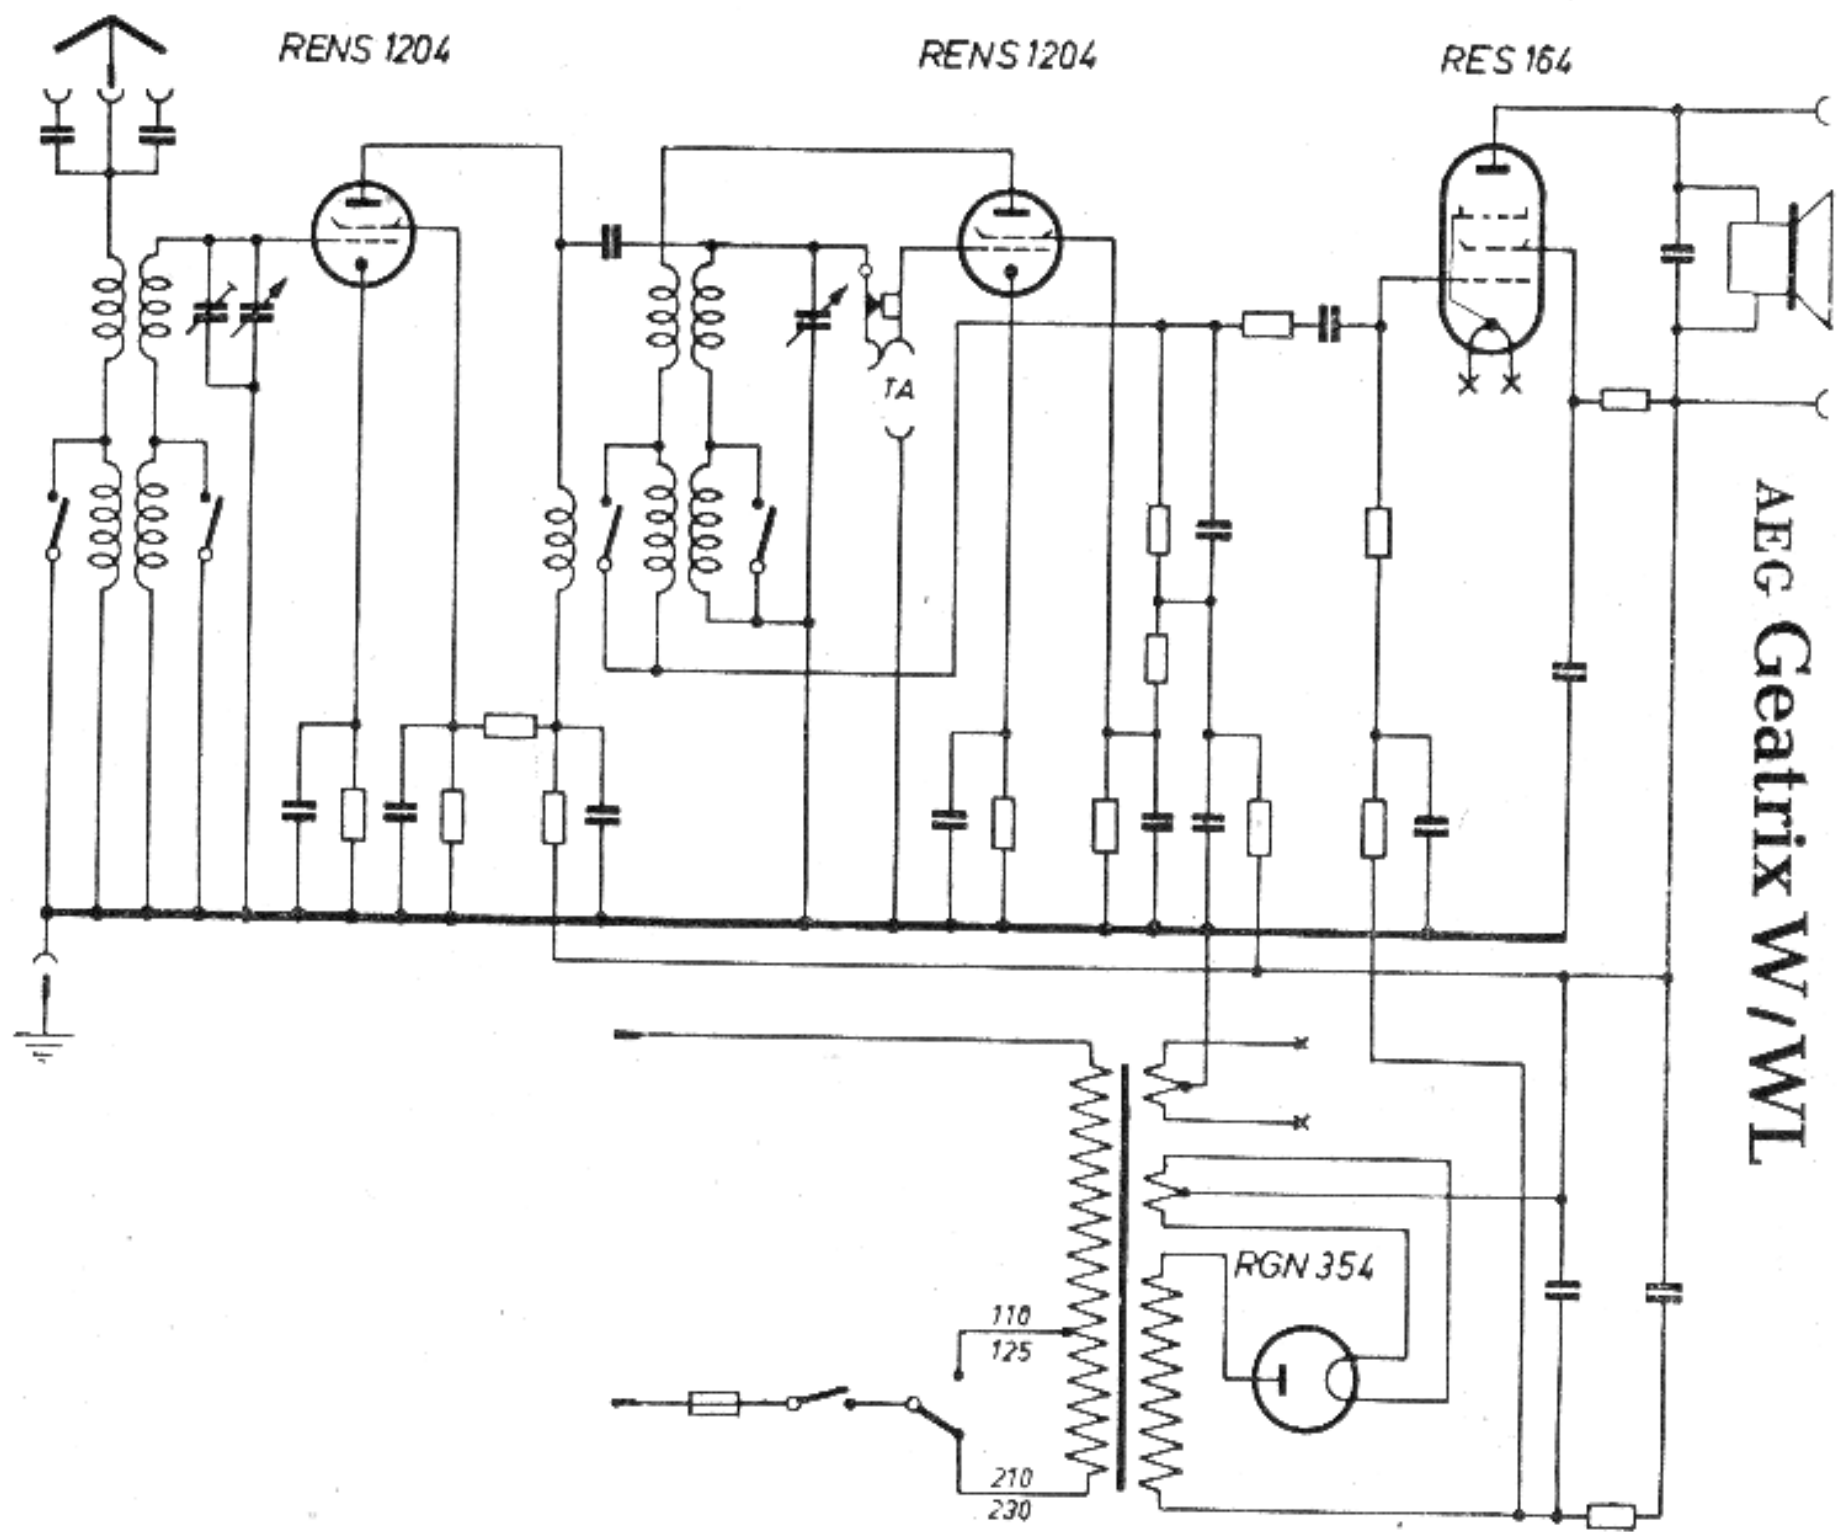 RENS 1204
RENS 1204
RES 164
TA
AEG Geatrix W/WL
RGN 354
110
125
210
230